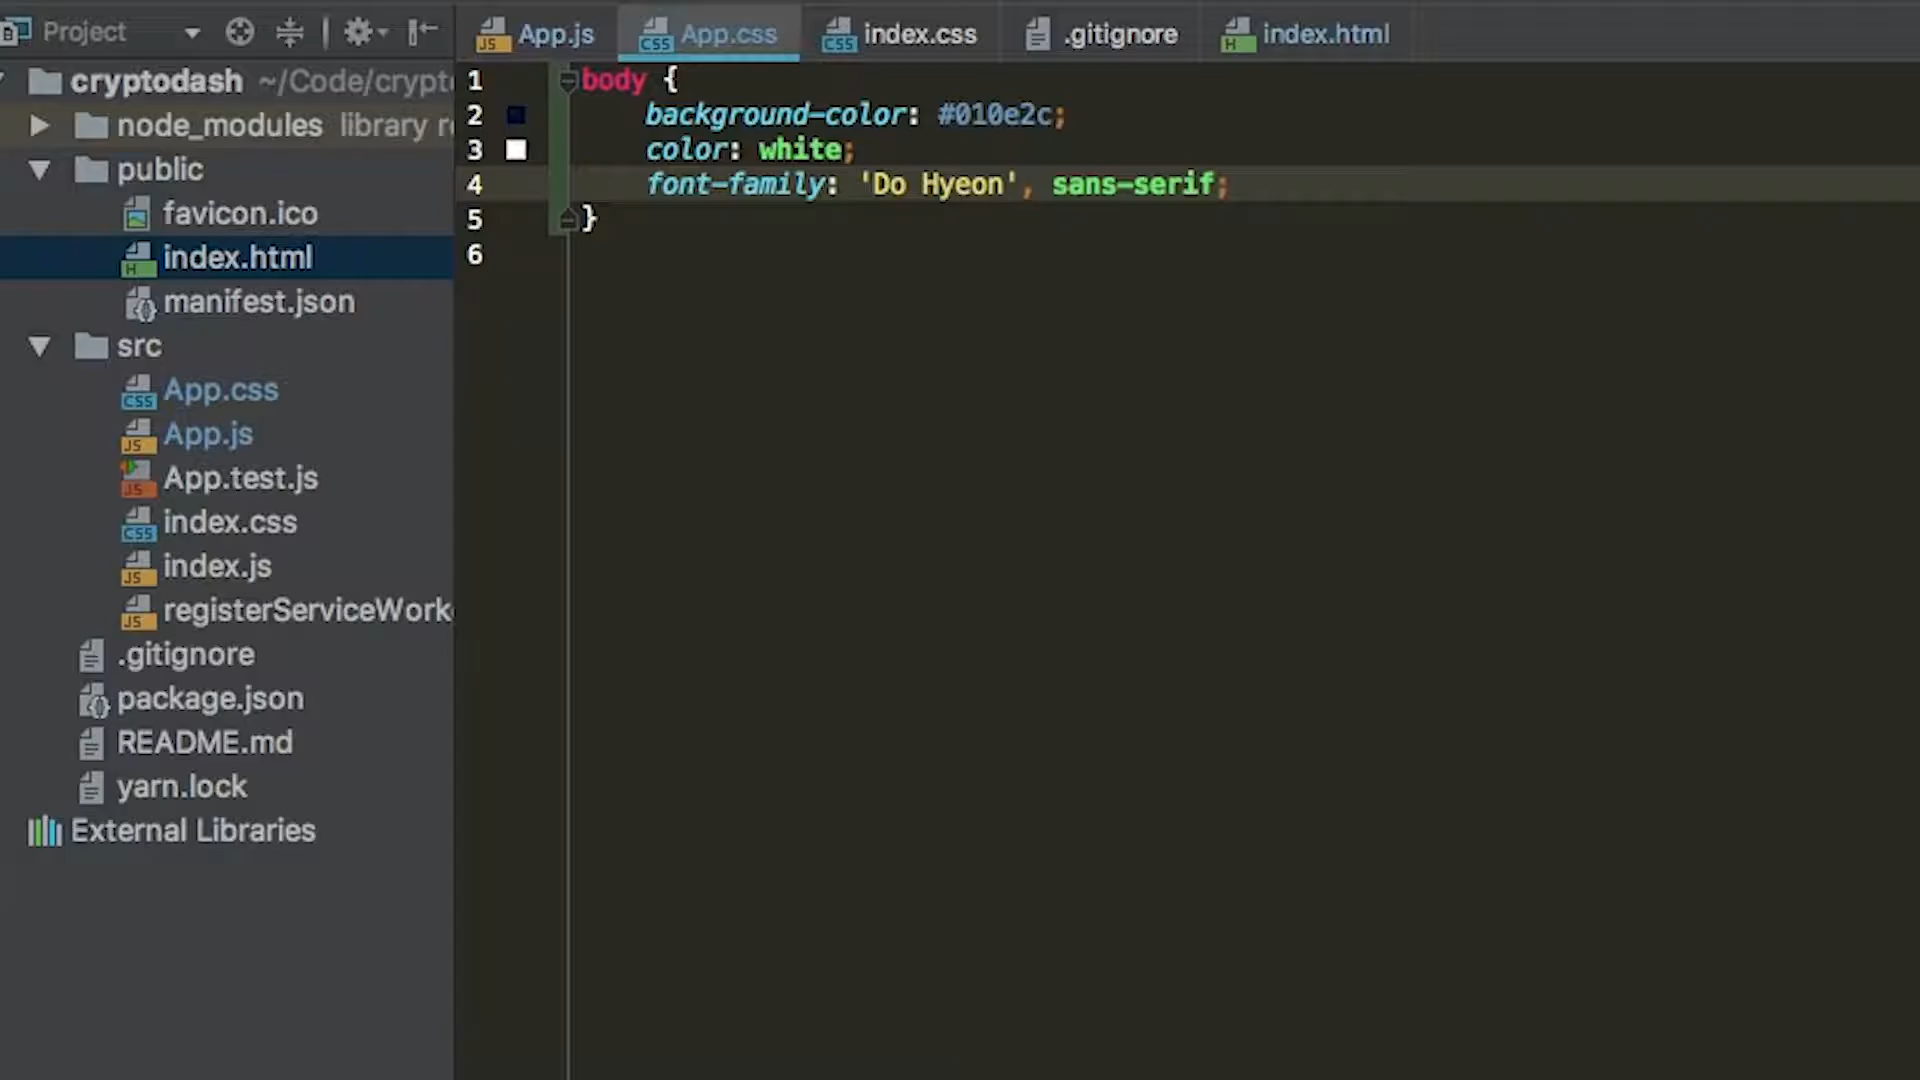 Project
App.js
App.css
index.css
.gitignore
index.html
cryptodash ~/Code/crypt
node_modules library r
public
favicon.ico
index.html
manifest.json
src
App.css
App.js
App.test.js
index.css
index.js
registerServiceWork
.gitignore
package.json
README.md
yarn.lock
External Libraries
1 body {
2 background-color: #010e2c;
3 color: white;
4 font-family: 'Do Hyeon', sans-serif;
5 }
6